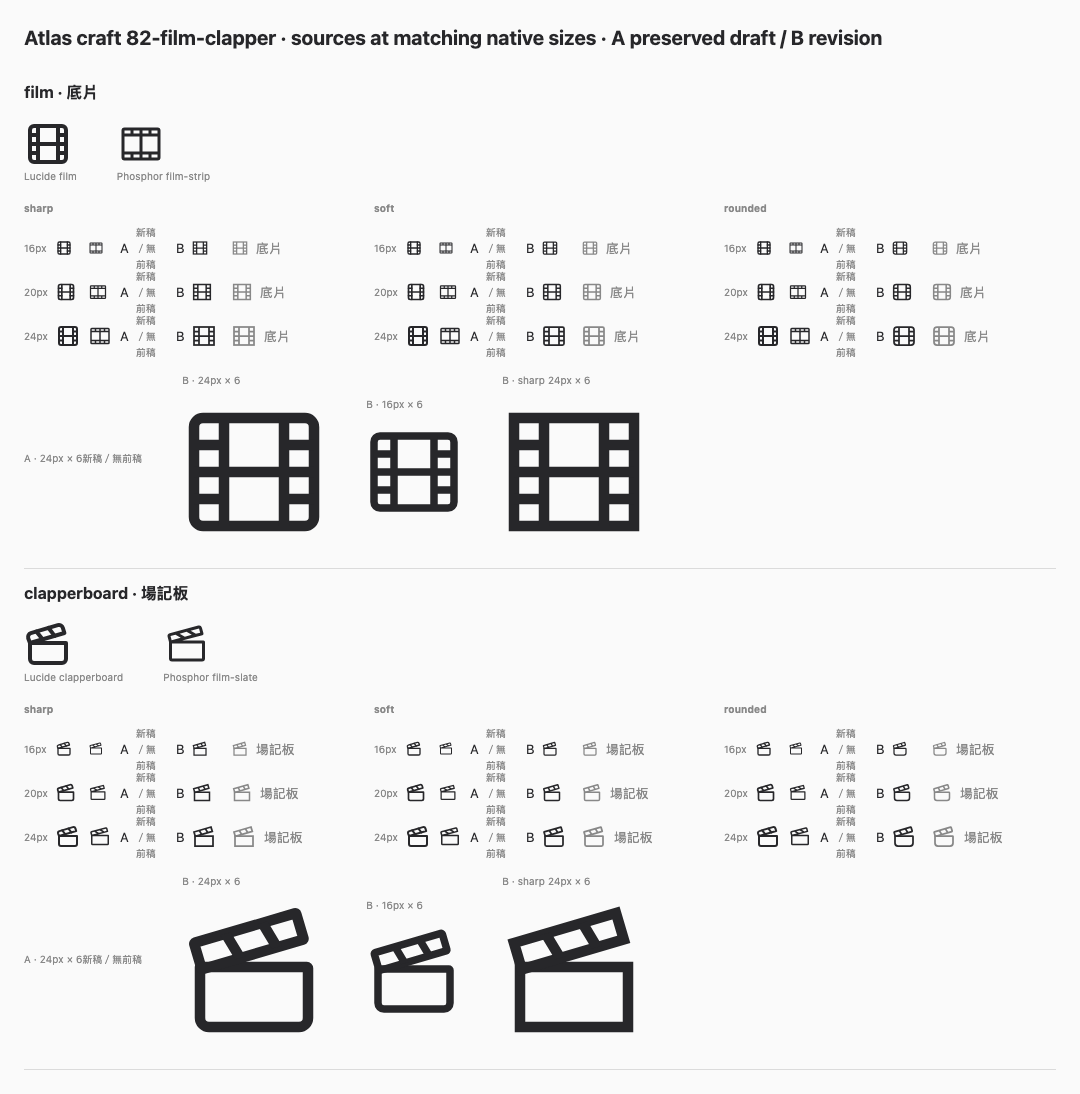 Atlas craft 82-film-clapper · sources at matching native sizes · A preserved draft / B revision
film · 底片
Lucide film
Phosphor film-strip
sharp
soft
rounded
16px A 新稿 / 無前稿 B 底片
16px A 新稿 / 無前稿 B 底片
16px A 新稿 / 無前稿 B 底片
20px A 新稿 / 無前稿 B 底片
20px A 新稿 / 無前稿 B 底片
20px A 新稿 / 無前稿 B 底片
24px A 新稿 / 無前稿 B 底片
24px A 新稿 / 無前稿 B 底片
24px A 新稿 / 無前稿 B 底片
B · 24px × 6
B · 16px × 6
B · sharp 24px × 6
A · 24px × 6新稿 / 無前稿
clapperboard · 場記板
Lucide clapperboard
Phosphor film-slate
sharp
soft
rounded
16px A 新稿 / 無前稿 B 場記板
16px A 新稿 / 無前稿 B 場記板
16px A 新稿 / 無前稿 B 場記板
20px A 新稿 / 無前稿 B 場記板
20px A 新稿 / 無前稿 B 場記板
20px A 新稿 / 無前稿 B 場記板
24px A 新稿 / 無前稿 B 場記板
24px A 新稿 / 無前稿 B 場記板
24px A 新稿 / 無前稿 B 場記板
B · 24px × 6
B · 16px × 6
B · sharp 24px × 6
A · 24px × 6新稿 / 無前稿